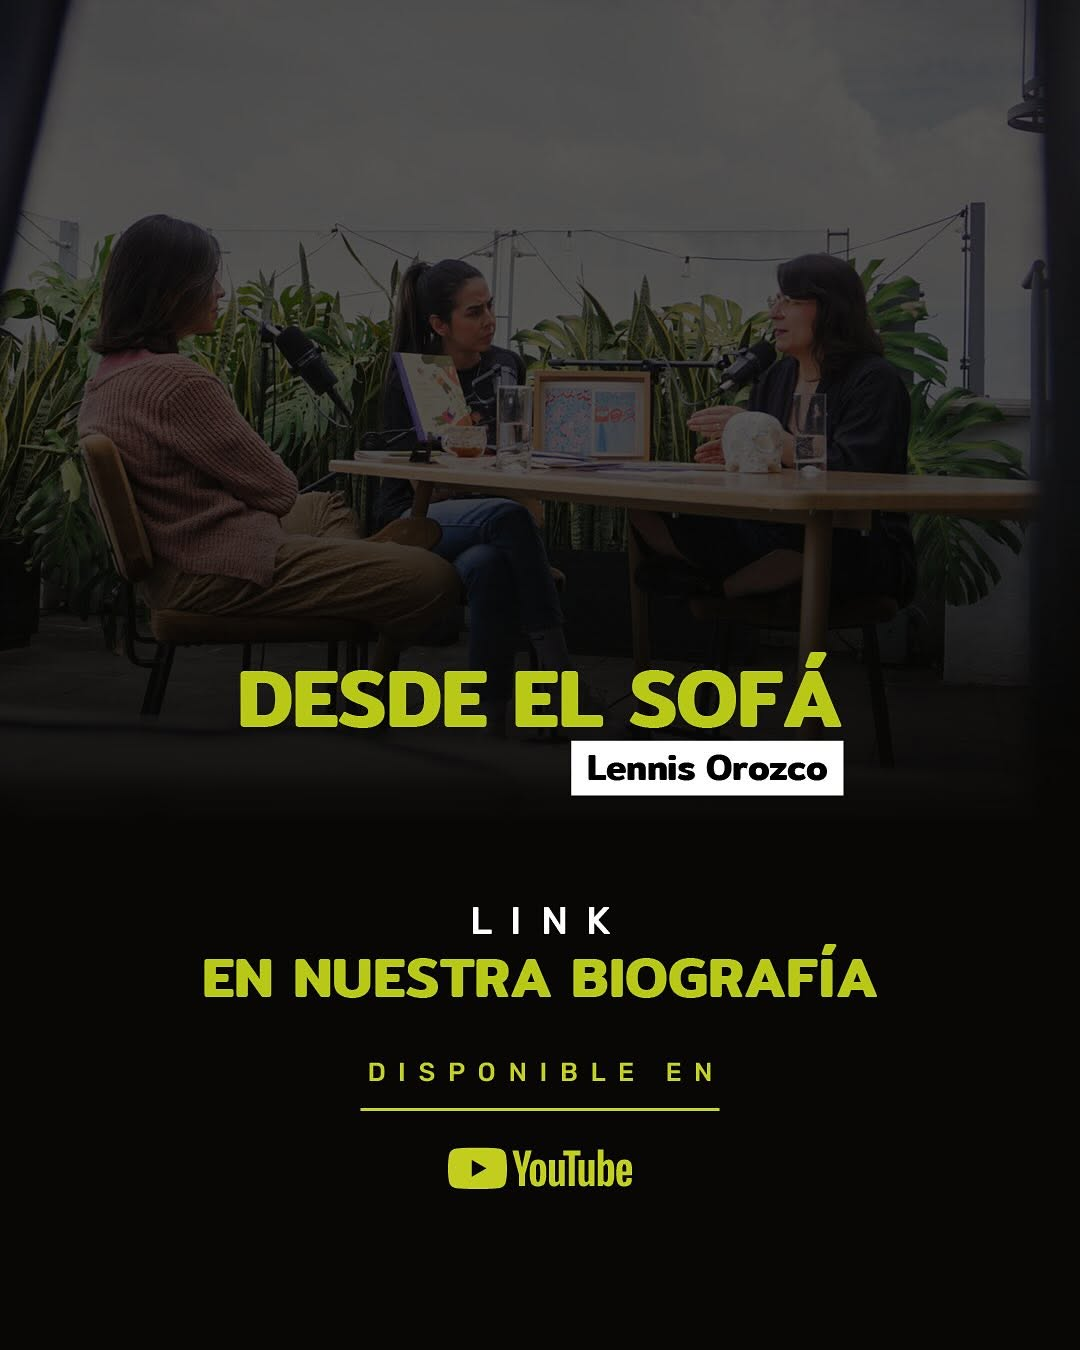 DESDE EL SOFÁ
Lennis Orozco
LINK
EN NUESTRA BIOGRAFÍA
DISPONIBLE EN
YouTube